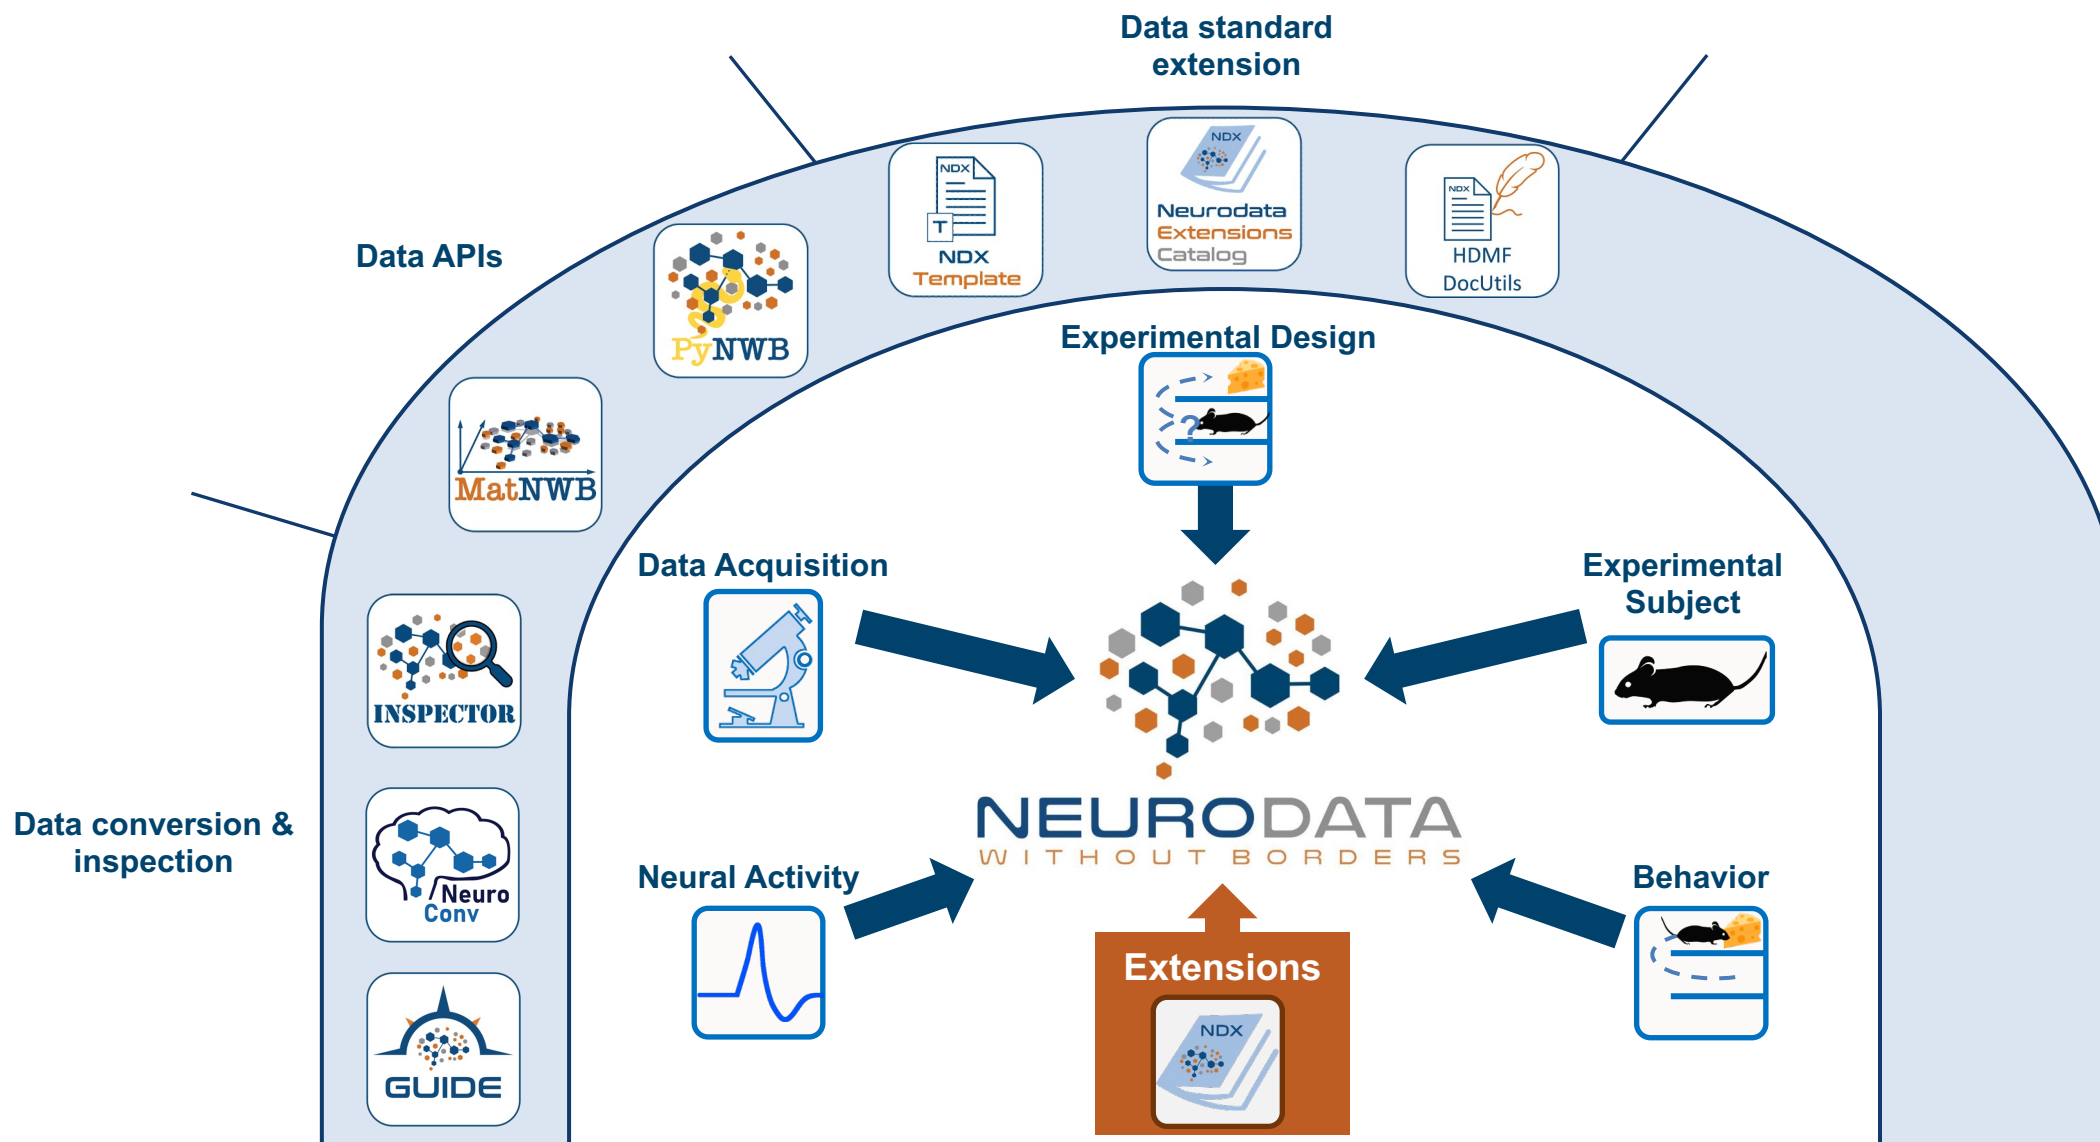 Data standard
extension
Data APIs
NDX
NDX
Template
T
NDX
Neurodata
Extensions
Catalog
NDX
HDMF
DocUtils
PyNWB
MatNWB
Experimental Design
?
Data Acquisition
Experimental
Subject
INSPECTOR
NEURODATA
WITHOUT BORDERS
Data conversion &
inspection
Neuro
Conv
Neural Activity
Behavior
Extensions
NDX
GUIDE